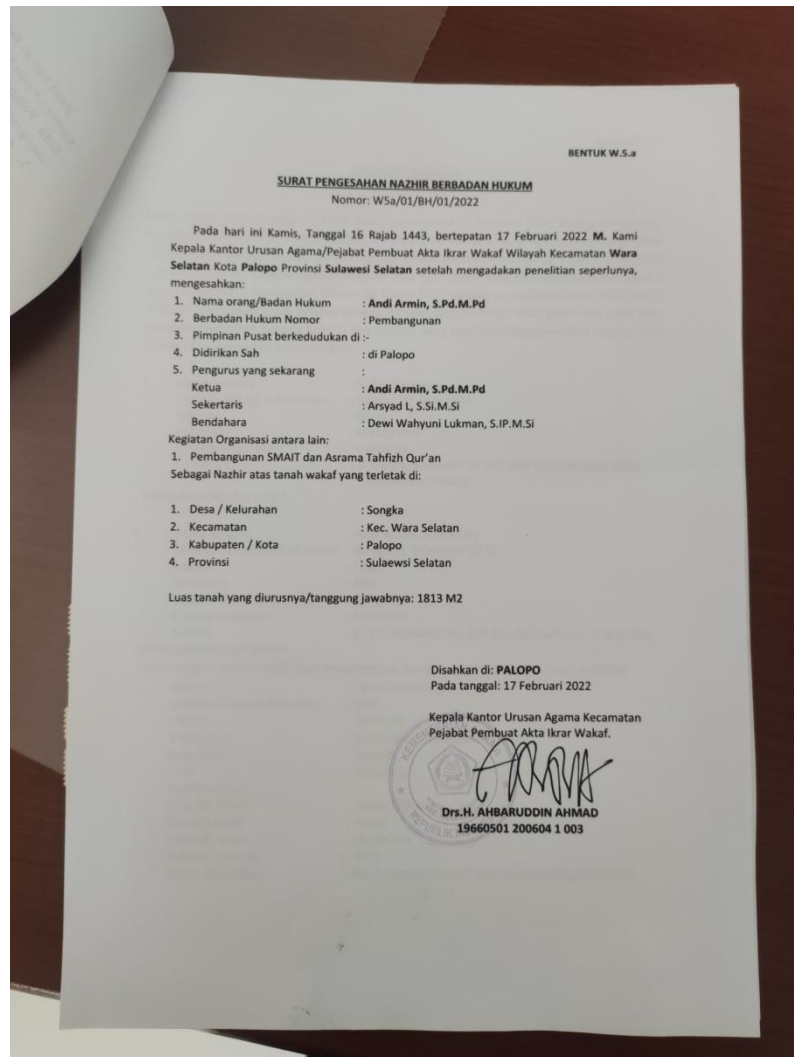 BENTUK W.5.a
SURAT PENGESAHAN NAZHIR BERBADAN HUKUM
Nomor: W5a/01/BH/01/2022
Pada hari ini Kamis, Tanggal 16 Rajab 1443, bertepatan 17 Februari 2022 M. Kami
Kepala Kantor Urusan Agama/Pejabat Pembuat Akta Ikrar Wakaf Wilayah Kecamatan Wara
Selatan Kota Palopo Provinsi Sulawesi Selatan setelah mengadakan penelitian seperlunya,
mengesahkan:
1. Nama orang/Badan Hukum : Andi Armin, S.Pd.M.Pd
2. Berbadan Hukum Nomor : Pembangunan
3. Pimpinan Pusat berkedudukan di :-
4. Didirikan Sah : di Palopo
5. Pengurus yang sekarang :
Ketua : Andi Armin, S.Pd.M.Pd
Sekertaris : Arsyad L, S.Si.M.Si
Bendahara : Dewi Wahyuni Lukman, S.IP.M.Si
Kegiatan Organisasi antara lain:
1. Pembangunan SMAIT dan Asrama Tahfizh Qur'an
Sebagai Nazhir atas tanah wakaf yang terletak di:
1. Desa / Kelurahan : Songka
2. Kecamatan : Kec. Wara Selatan
3. Kabupaten / Kota : Palopo
4. Provinsi : Sulaewsi Selatan
Luas tanah yang diurusnya/tanggung jawabnya: 1813 M2
Disahkan di: PALOPO
Pada tanggal: 17 Februari 2022
Kepala Kantor Urusan Agama Kecamatan
Pejabat Pembuat Akta Ikrar Wakaf.
Drs.H. AHBARUDDIN AHMAD
19660501 200604 1 003